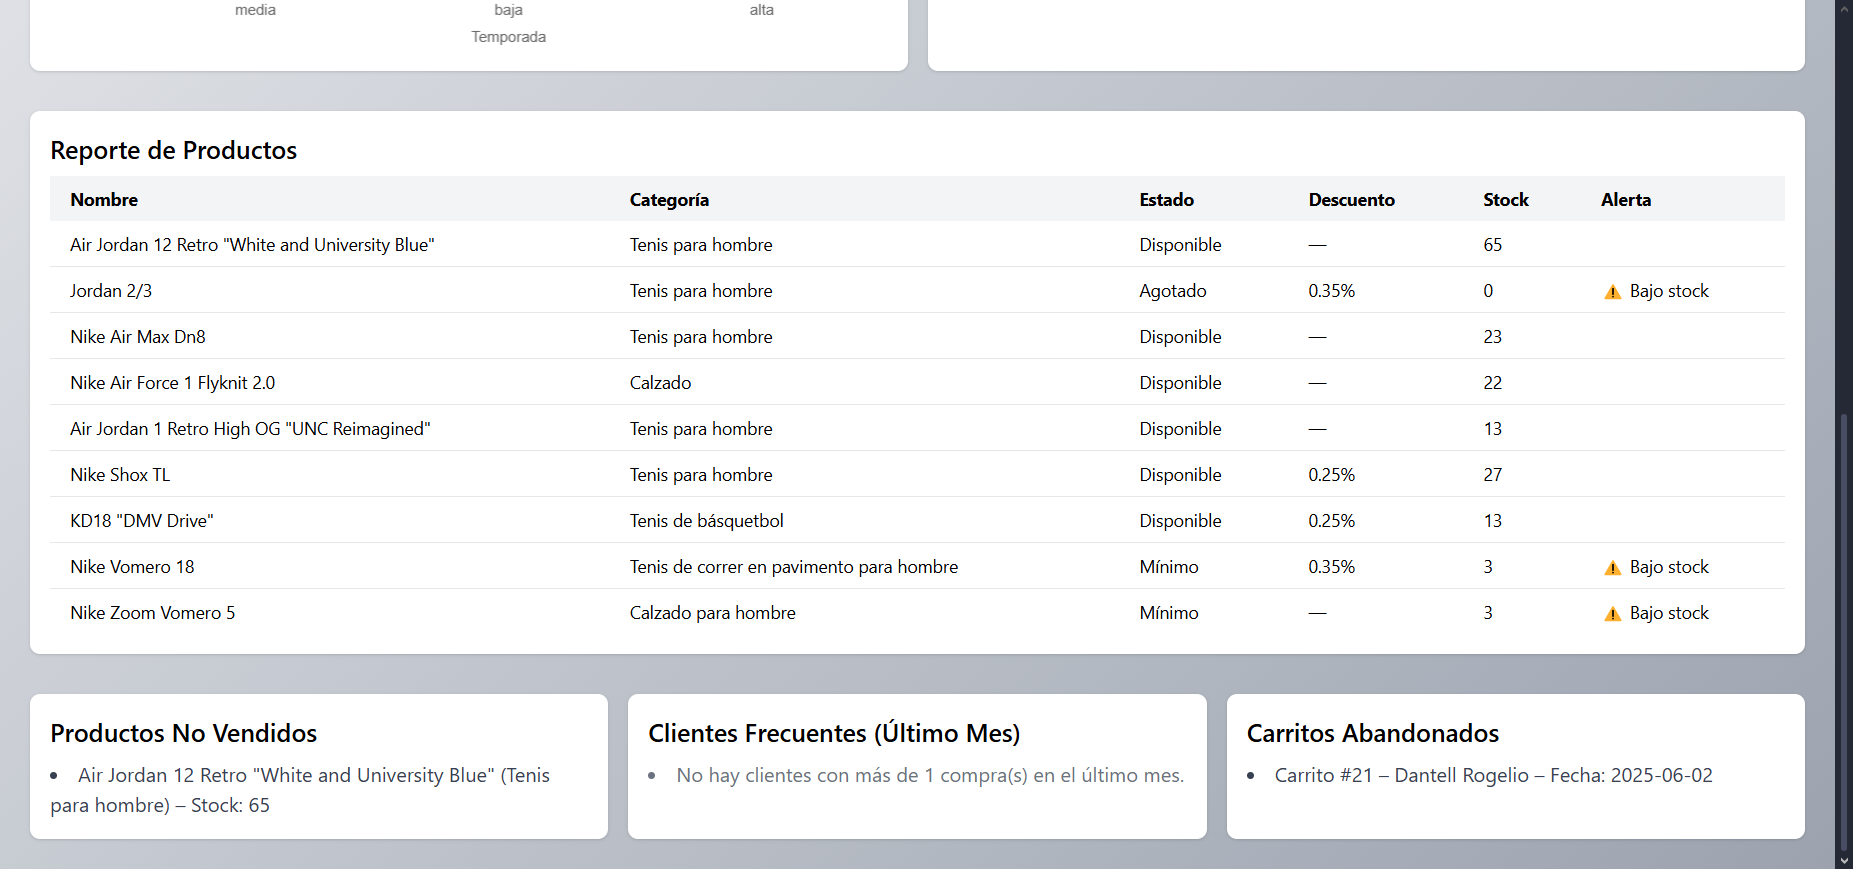 media baja alta
Temporada
Reporte de Productos
Nombre Categoría Estado Descuento Stock Alerta
Air Jordan 12 Retro "White and University Blue" Tenis para hombre Disponible — 65
Jordan 2/3 Tenis para hombre Agotado 0.35% 0 ⚠ Bajo stock
Nike Air Max Dn8 Tenis para hombre Disponible — 23
Nike Air Force 1 Flyknit 2.0 Calzado Disponible — 22
Air Jordan 1 Retro High OG "UNC Reimagined" Tenis para hombre Disponible — 13
Nike Shox TL Tenis para hombre Disponible 0.25% 27
KD18 "DMV Drive" Tenis de básquetbol Disponible 0.25% 13
Nike Vomero 18 Tenis de correr en pavimento para hombre Mínimo 0.35% 3 ⚠ Bajo stock
Nike Zoom Vomero 5 Calzado para hombre Mínimo — 3 ⚠ Bajo stock
Productos No Vendidos
• Air Jordan 12 Retro "White and University Blue" (Tenis
para hombre) – Stock: 65
Clientes Frecuentes (Último Mes)
• No hay clientes con más de 1 compra(s) en el último mes.
Carritos Abandonados
• Carrito #21 – Dantell Rogelio – Fecha: 2025-06-02